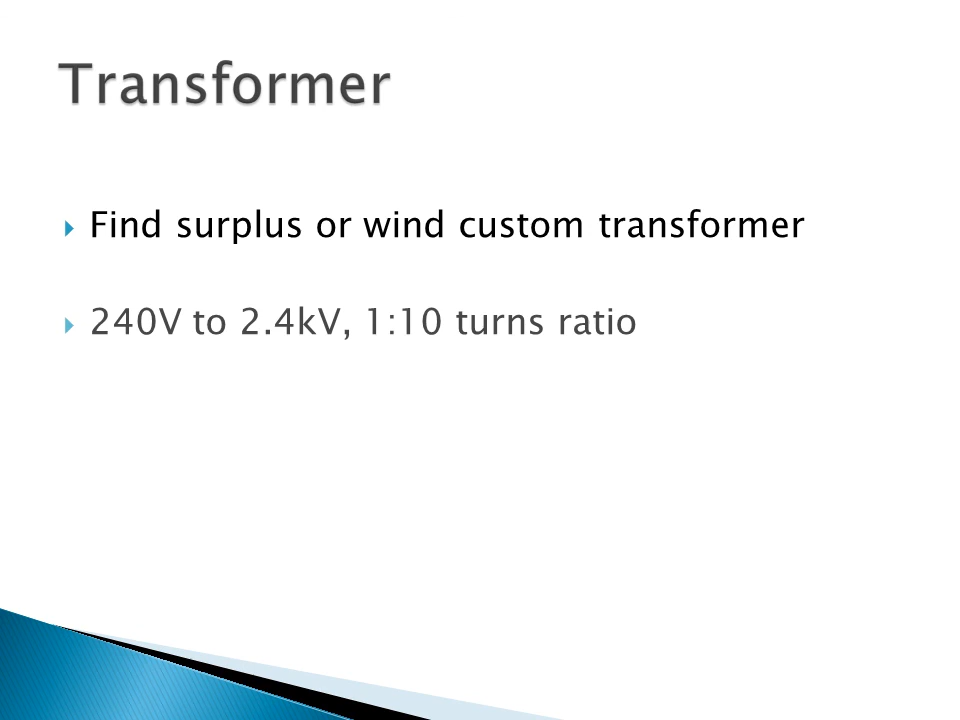 Transformer
Find surplus or wind custom transformer
240V to 2.4kV, 1:10 turns ratio